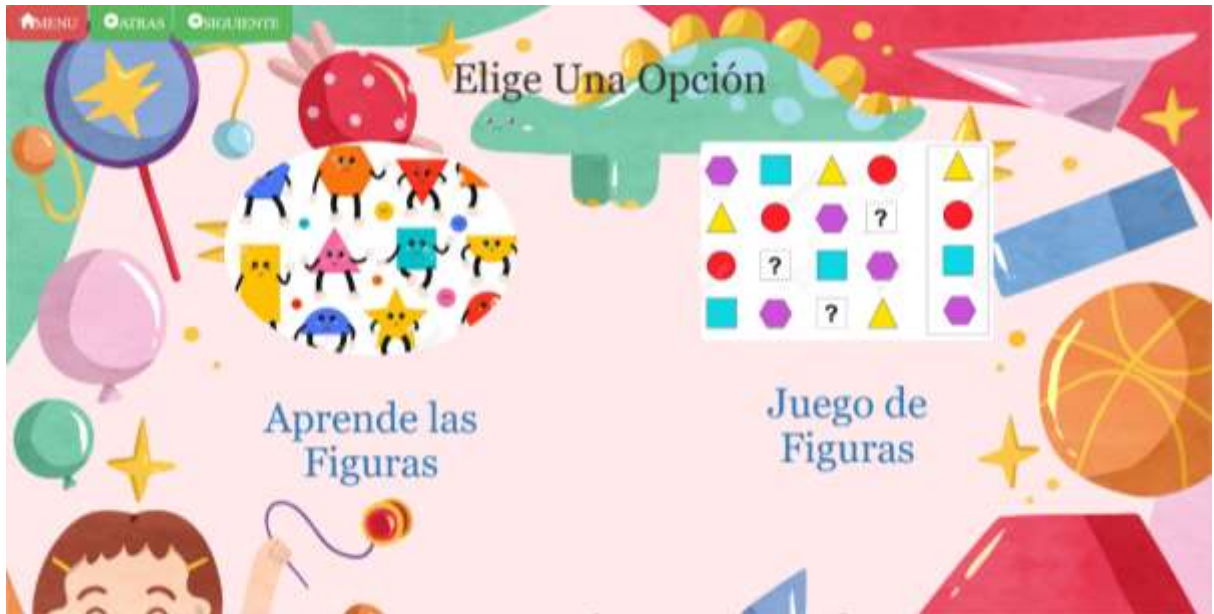 MENU
ATRAS
SIGUIENTE
Elige Una Opción
?
?
?
Aprende las
Figuras
Juego de
Figuras